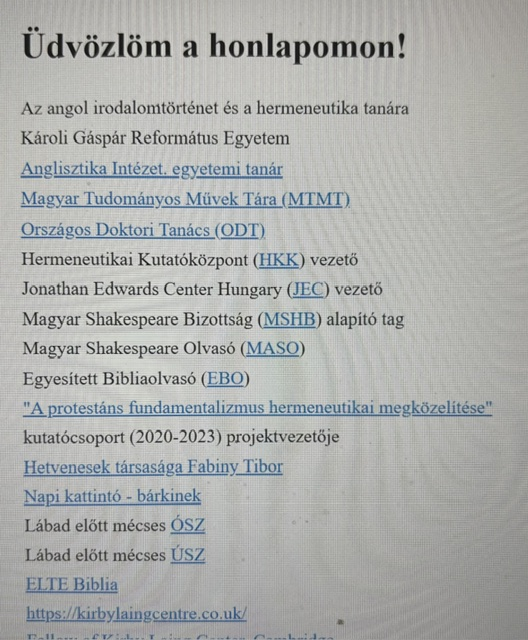 Üdvözlöm a honlapomon!
Az angol irodalomtörténet és a hermeneutika tanára
Károli Gáspár Református Egyetem
Anglisztika Intézet. egyetemi tanár
Magyar Tudományos Művek Tára (MTMT)
Országos Doktori Tanács (ODT)
Hermeneutikai Kutatóközpont (HKK) vezető
Jonathan Edwards Center Hungary (JEC) vezető
Magyar Shakespeare Bizottság (MSHB) alapító tag
Magyar Shakespeare Olvasó (MASO)
Egyesített Bibliaolvasó (EBO)
"A protestáns fundamentalizmus hermeneutikai megközelítése"
kutatócsoport (2020-2023) projektvezetője
Hetvenesek társasága Fabiny Tibor
Napi kattintó - bárkinek
Lábad előtt mécses ÓSZ
Lábad előtt mécses ÚSZ
ELTE Biblia
https://kirbylaingcentre.co.uk/